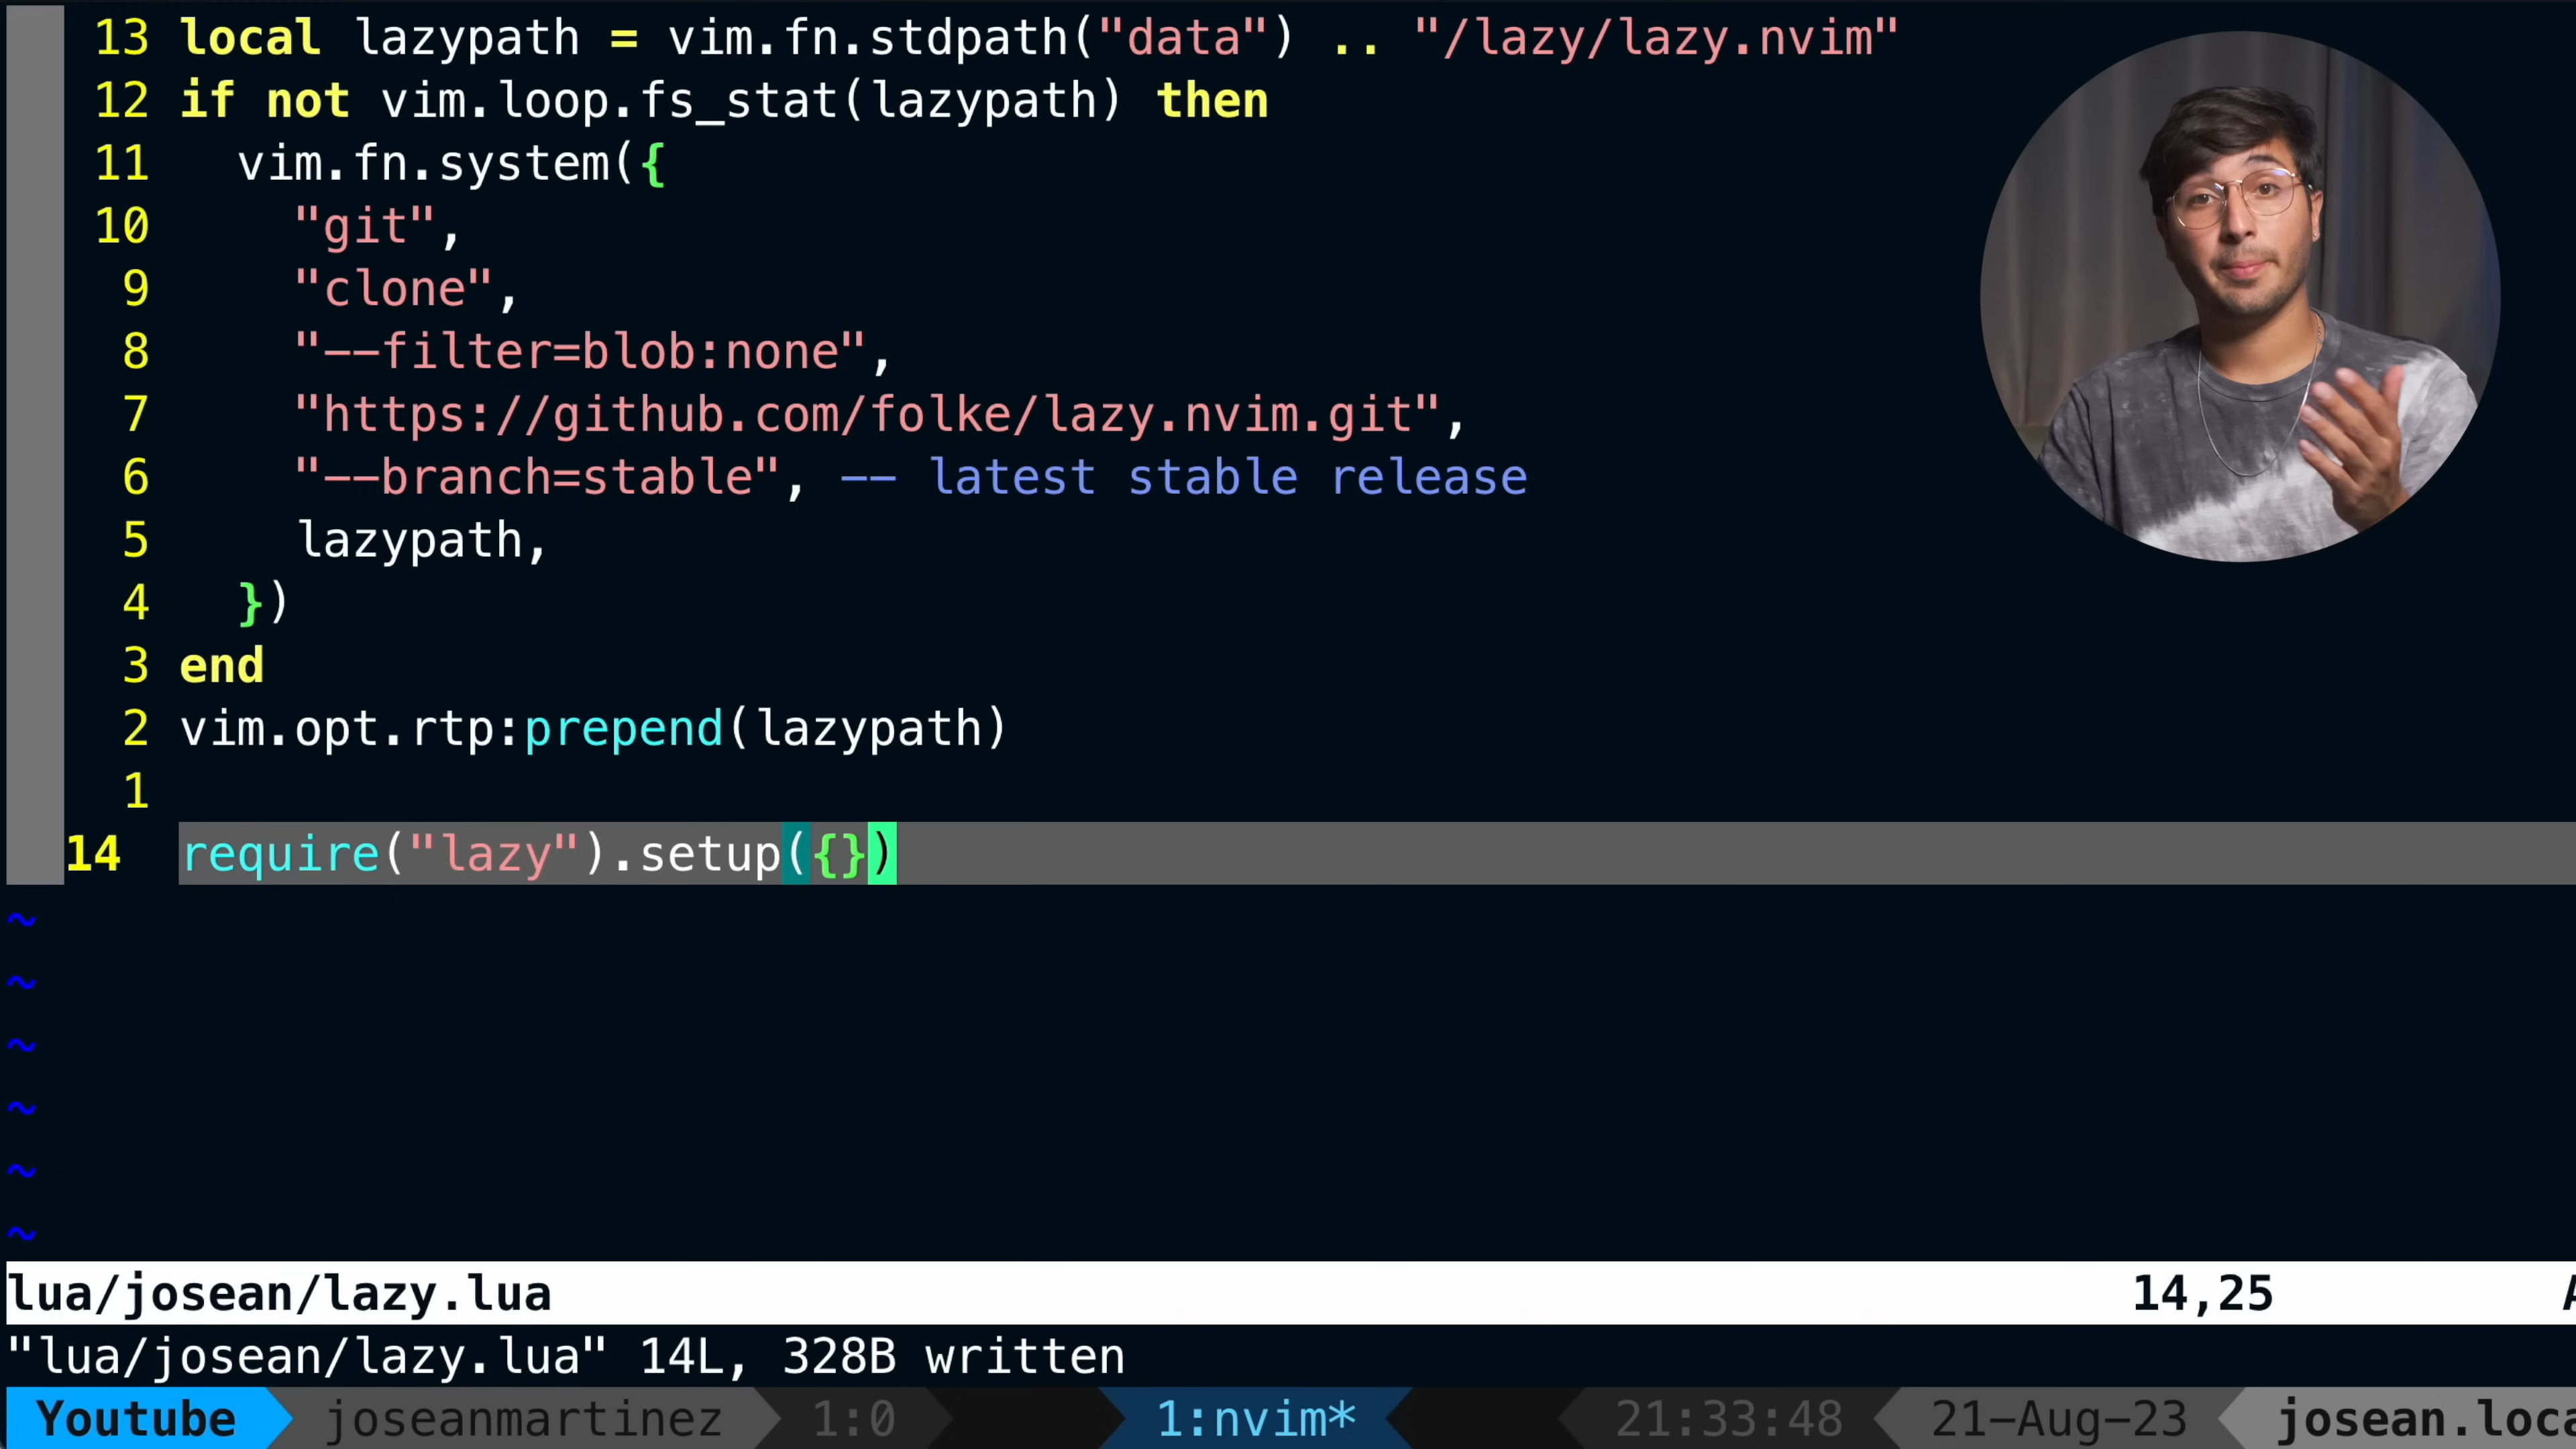 13 local lazypath = vim.fn.stdpath("data") .. "/lazy/lazy.nvim"
12 if not vim.loop.fs_stat(lazypath) then
11   vim.fn.system({
10     "git",
9     "clone",
8     "--filter=blob:none",
7     "https://github.com/folke/lazy.nvim.git",
6     "--branch=stable", -- latest stable release
5     lazypath,
4   })
3 end
2 vim.opt.rtp:prepend(lazypath)
1
14 require("lazy").setup({})
~
~
~
~
~
~
lua/josean/lazy.lua 14,25 A
"lua/josean/lazy.lua" 14L, 328B written
Youtube joseanmartinez 1:0 1:nvim* 21:33:48 21-Aug-23 josean.loca